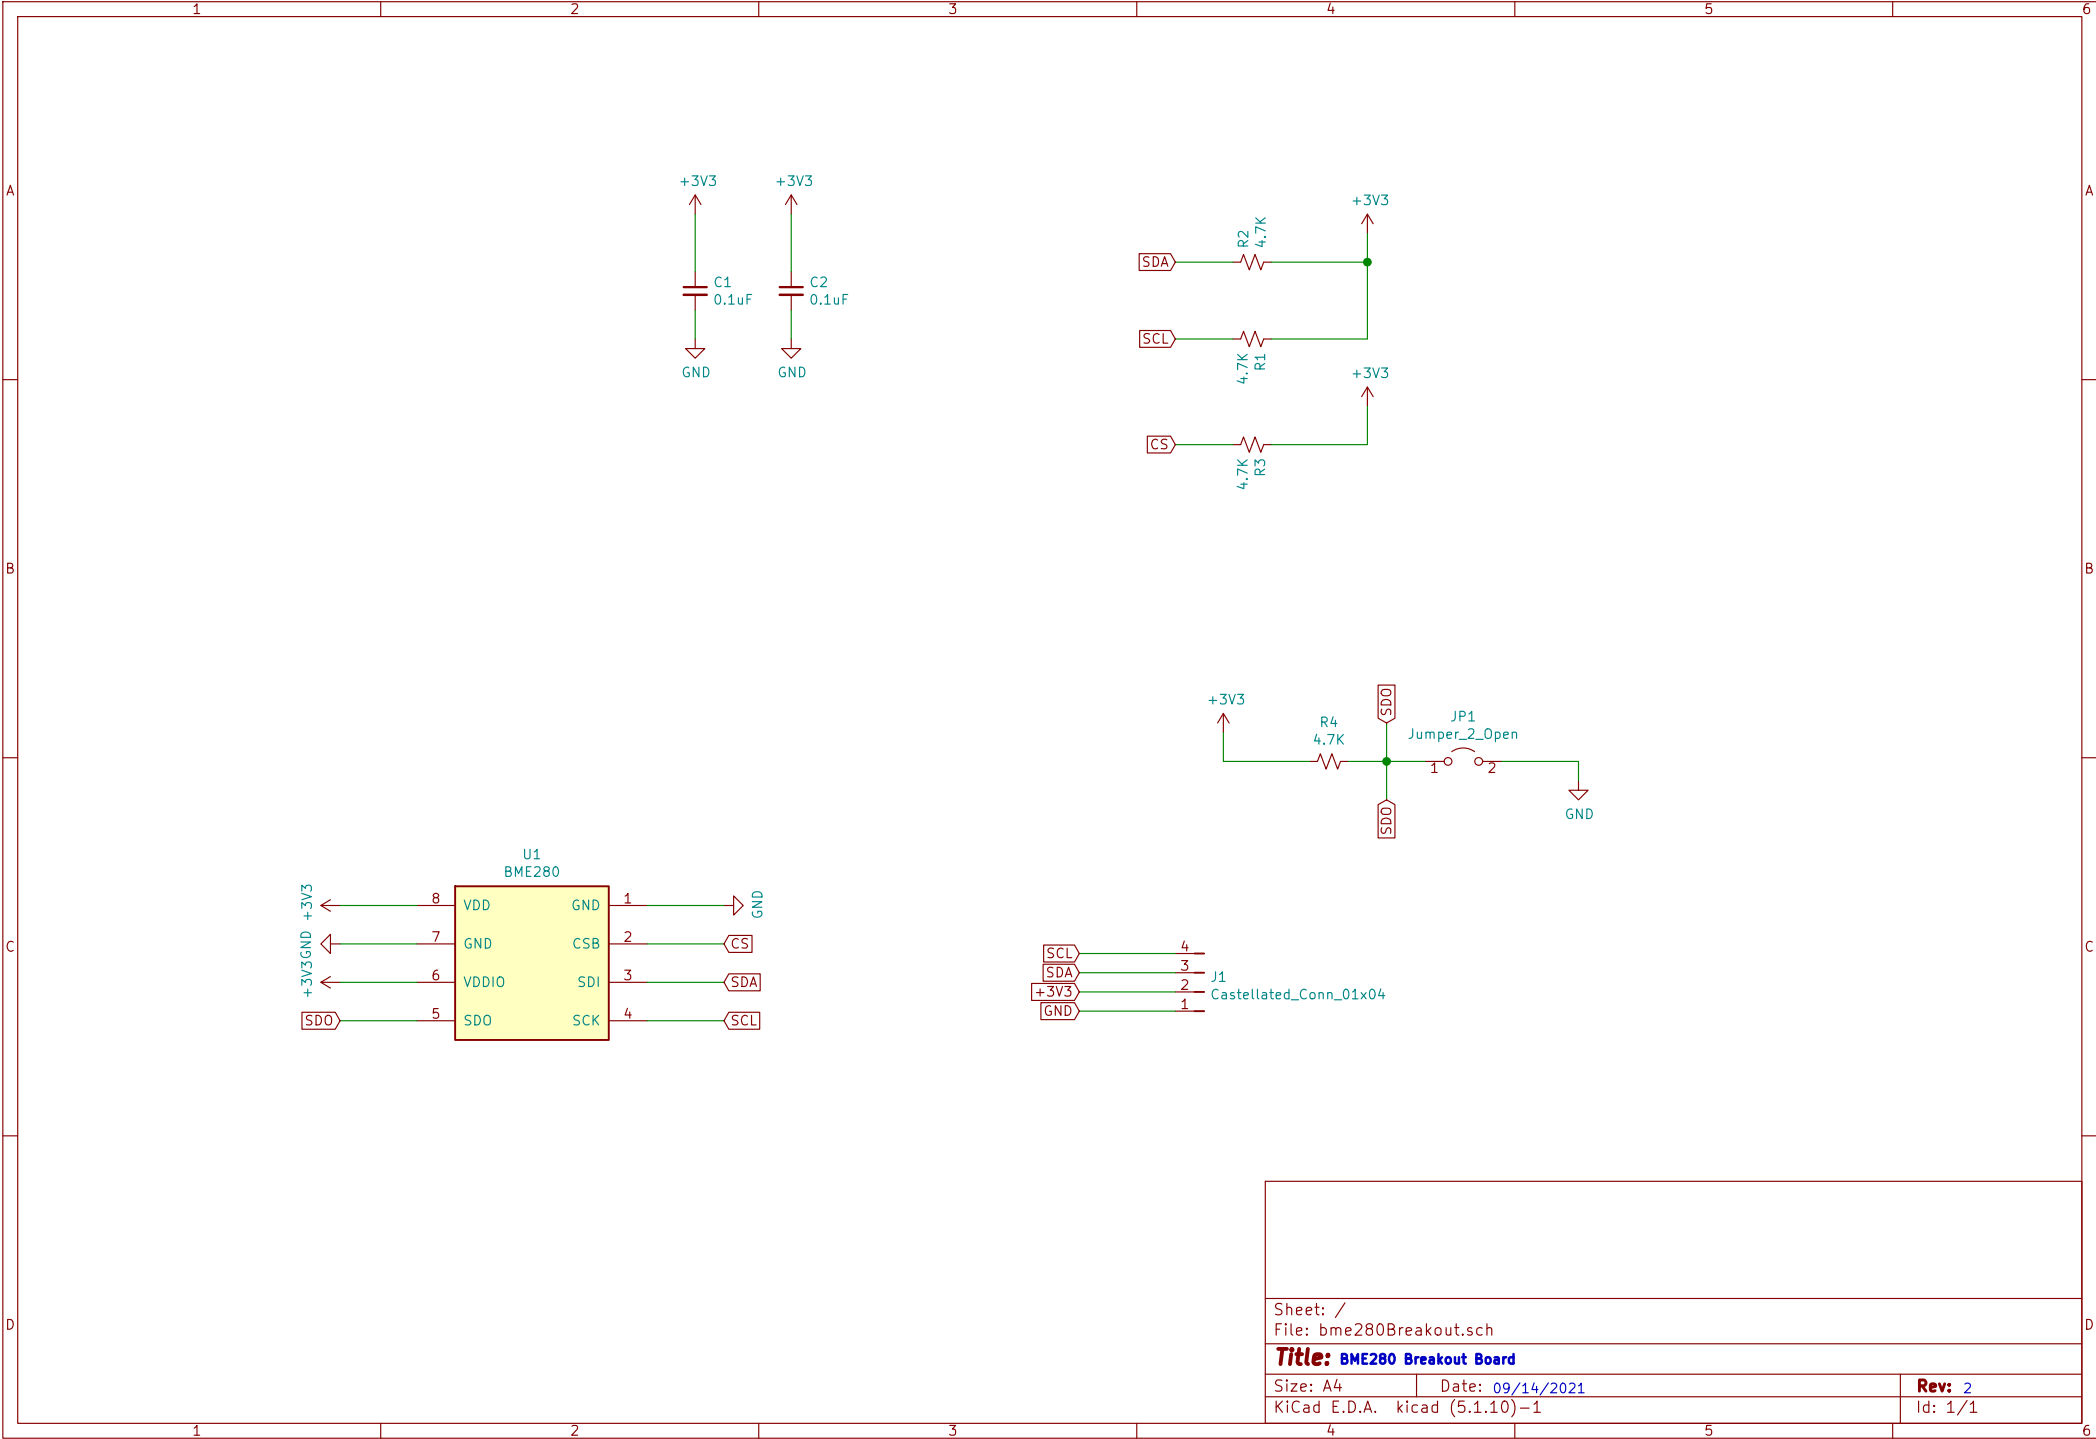 1 2 3 4 5 6
A A
+3V3 +3V3
C1
0.1uF
C2
0.1uF
GND GND
+3V3
SDA
R2
4.7K
SCL
4.7K
R1
+3V3
CS
4.7K
R3
B B
+3V3
R4
4.7K
SDO
JP1
Jumper_2_Open
1 2
SDO
GND
U1
BME280
+3V3 8 VDD GND 1 GND
GND 7 GND CSB 2 CS
+3V3 6 VDDIO SDI 3 SDA
SDO 5 SDO SCK 4 SCL
C C
SCL 4
SDA 3
+3V3 2
GND 1
J1
Castellated_Conn_01x04
D D
Sheet: /
File: bme280Breakout.sch
Title: BME280 Breakout Board
Size: A4 Date: 09/14/2021 Rev: 2
KiCad E.D.A. kicad (5.1.10)-1 Id: 1/1
1 2 3 4 5 6